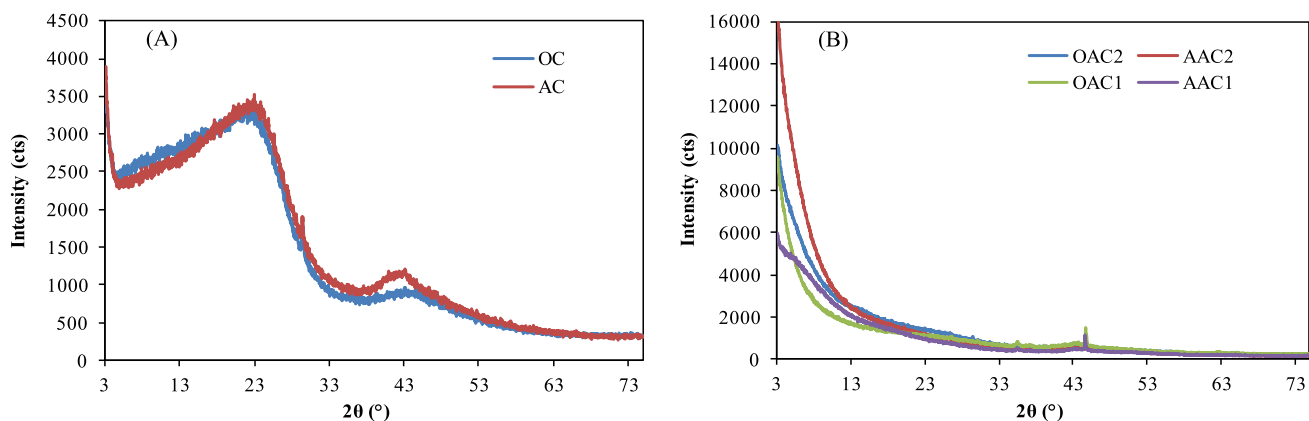 (A)
OC
AC
4500
4000
3500
3000
2500
2000
1500
1000
500
0
Intensity (cts)
3 13 23 33 43 53 63 73
2θ (°)
(B)
OAC2 AAC2
OAC1 AAC1
16000
14000
12000
10000
8000
6000
4000
2000
0
Intensity (cts)
3 13 23 33 43 53 63 73
2θ (°)